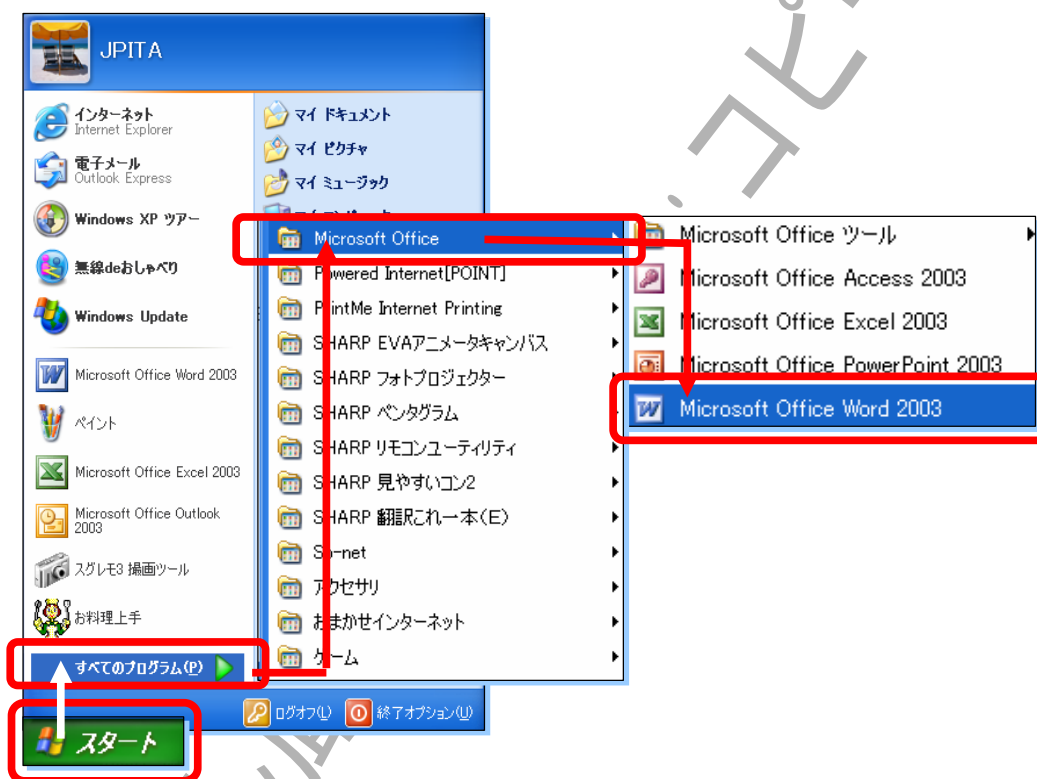 JPITA
インターネット
Internet Explorer
電子メール
Outlook Express
Windows XP ツアー
無線deおしゃべり
Windows Update
Microsoft Office Word 2003
ペイント
Microsoft Office Excel 2003
Microsoft Office Outlook
2003
スグレモ3 描画ツール
お料理上手
すべてのプログラム(P)
マイ ドキュメント
マイ ピクチャ
マイ ミュージック
Microsoft Office
Powered Internet[POINT]
PrintMe Internet Printing
SHARP EVAアニメータキャンバス
SHARP フォトプロジェクター
SHARP ペンタグラム
SHARP リモコンユーティリティ
SHARP 見やすいコン2
SHARP 翻訳これ一本(E)
So-net
アクセサリ
おまかせインターネット
ゲーム
Microsoft Office ツール
Microsoft Office Access 2003
Microsoft Office Excel 2003
Microsoft Office PowerPoint 2003
Microsoft Office Word 2003
ログオフ(L)
終了オプション(U)
スタート